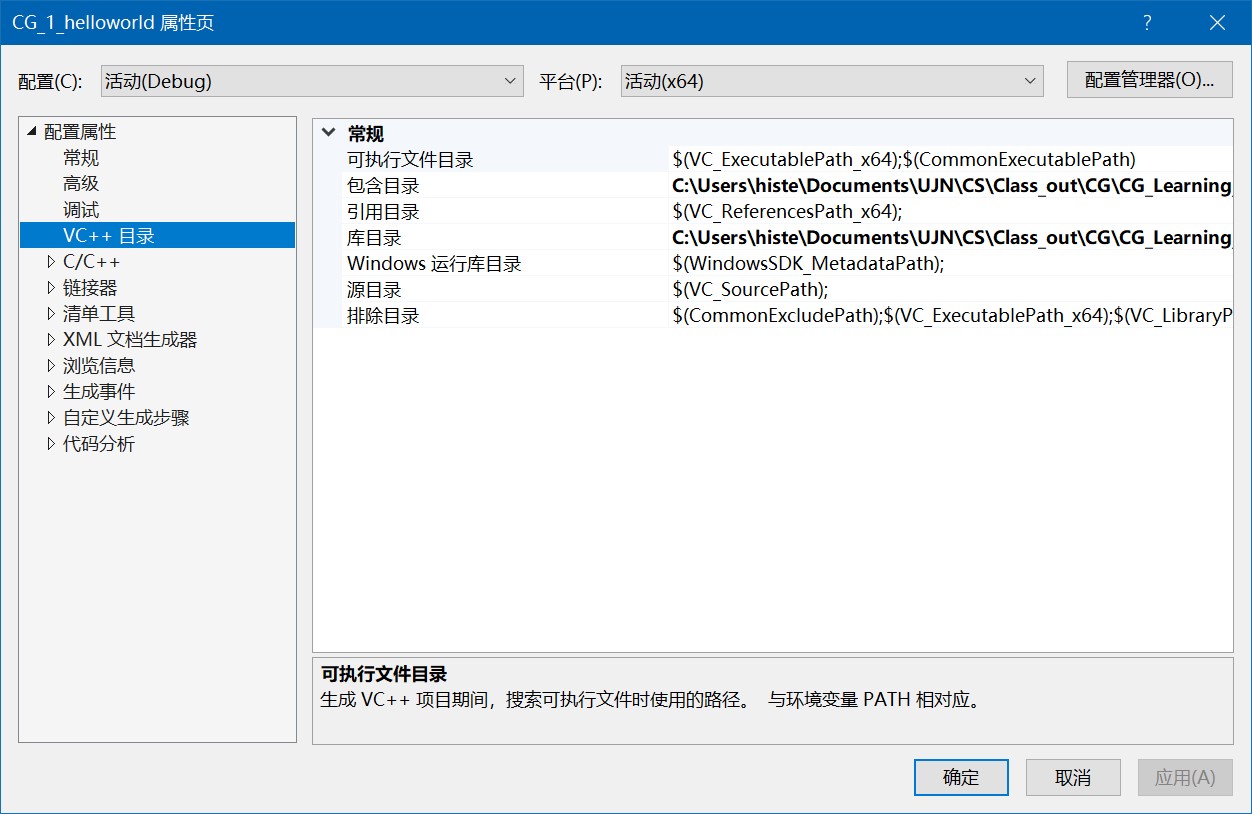 CG_1_helloworld 属性页
?
配置(C):
活动(Debug)
平台(P):
活动(x64)
配置管理器(O)...
配置属性
常规
高级
调试
VC++ 目录
C/C++
链接器
清单工具
XML 文档生成器
浏览信息
生成事件
自定义生成步骤
代码分析
常规
可执行文件目录 $(VC_ExecutablePath_x64);$(CommonExecutablePath)
包含目录 C:\Users\histe\Documents\UJN\CS\Class_out\CG\CG_Learning
引用目录 $(VC_ReferencesPath_x64);
库目录 C:\Users\histe\Documents\UJN\CS\Class_out\CG\CG_Learning
Windows 运行库目录 $(WindowsSDK_MetadataPath);
源目录 $(VC_SourcePath);
排除目录 $(CommonExcludePath);$(VC_ExecutablePath_x64);$(VC_LibraryP
可执行文件目录
生成 VC++ 项目期间，搜索可执行文件时使用的路径。 与环境变量 PATH 相对应。
确定
取消
应用(A)